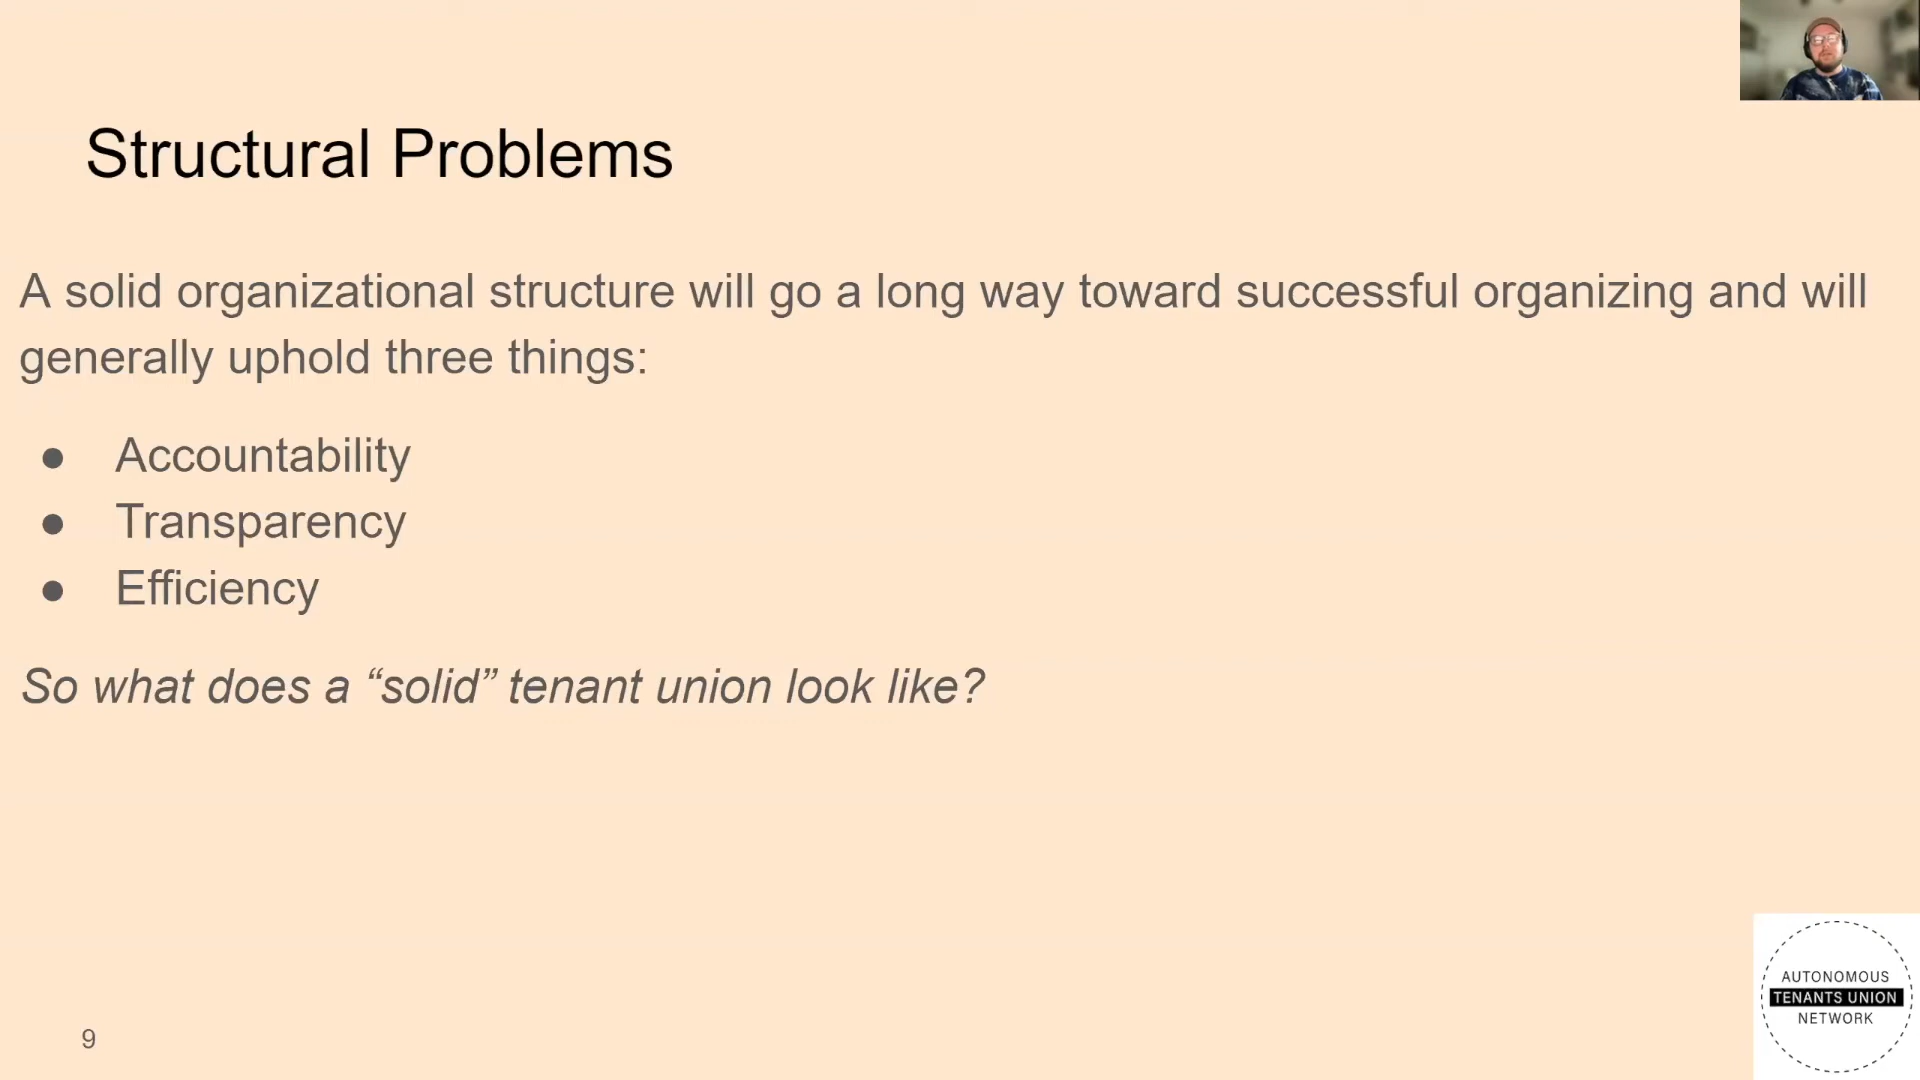 Structural Problems
A solid organizational structure will go a long way toward successful organizing and will
generally uphold three things:
● Accountability
● Transparency
● Efficiency
So what does a “solid” tenant union look like?
AUTONOMOUS
TENANTS UNION
NETWORK
9